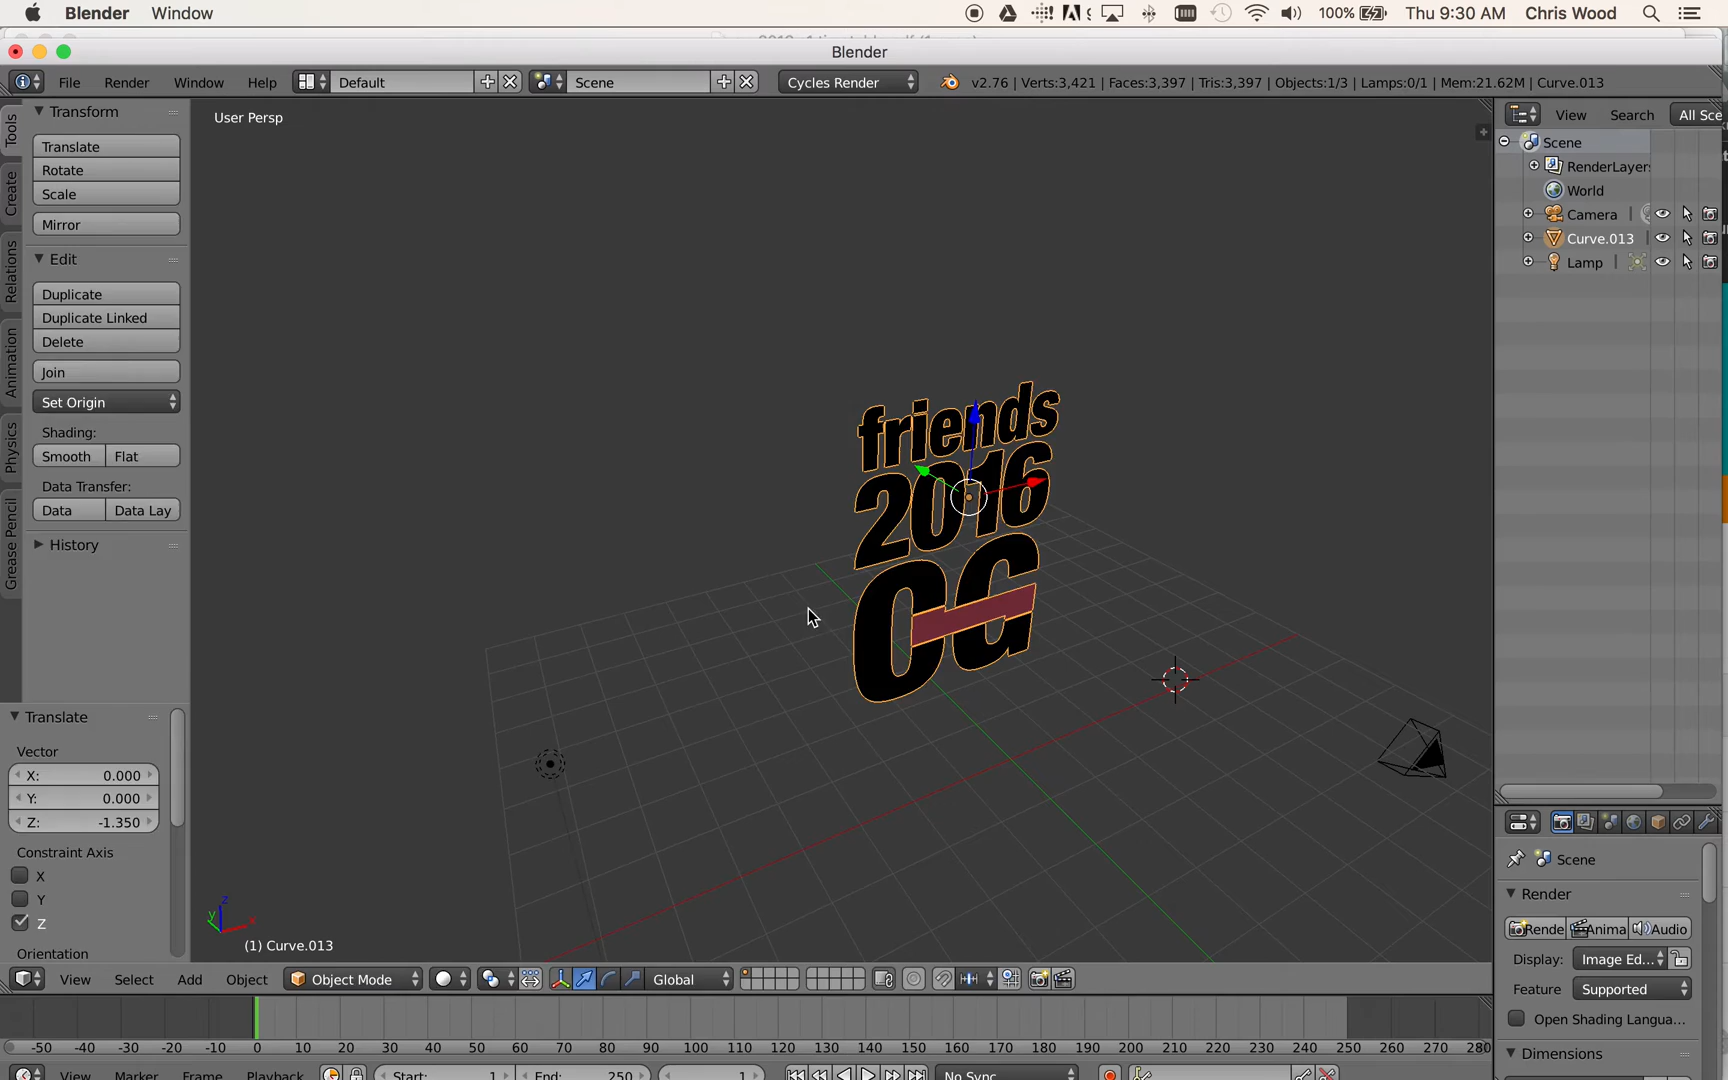 Blender Window 100% Thu 9:30 AM Chris Wood
Blender
File Render Window Help Default Scene Cycles Render v2.76 | Verts:3,421 | Faces:3,397 | Tris:3,397 | Objects:1/3 | Lamps:0/1 | Mem:21.62M | Curve.013
Transform
Translate
Rotate
Scale
Mirror
Edit
Duplicate
Duplicate Linked
Delete
Join
Set Origin
Shading:
Smooth Flat
Data Transfer:
Data Data Lay
History
Tools
Create
Relations
Animation
Physics
Grease Pencil
Translate
Vector
X: 0.000
Y: 0.000
Z: -1.350
Constraint Axis
X
Y
Z
Orientation
User Persp
friends
2016
CG
z
y
x
(1) Curve.013
View Search All Sce
Scene
RenderLayer
World
Camera
Curve.013
Lamp
Scene
Render
Rende Anima Audio
Display: Image Ed...
Feature Supported
Open Shading Langua...
Dimensions
View Select Add Object Object Mode Global
-50 -40 -30 -20 -10 0 10 20 30 40 50 60 70 80 90 100 110 120 130 140 150 160 170 180 190 200 210 220 230 240 250 260 270 280
View Marker Frame Playback Start: 1 End: 250 1 No Sync